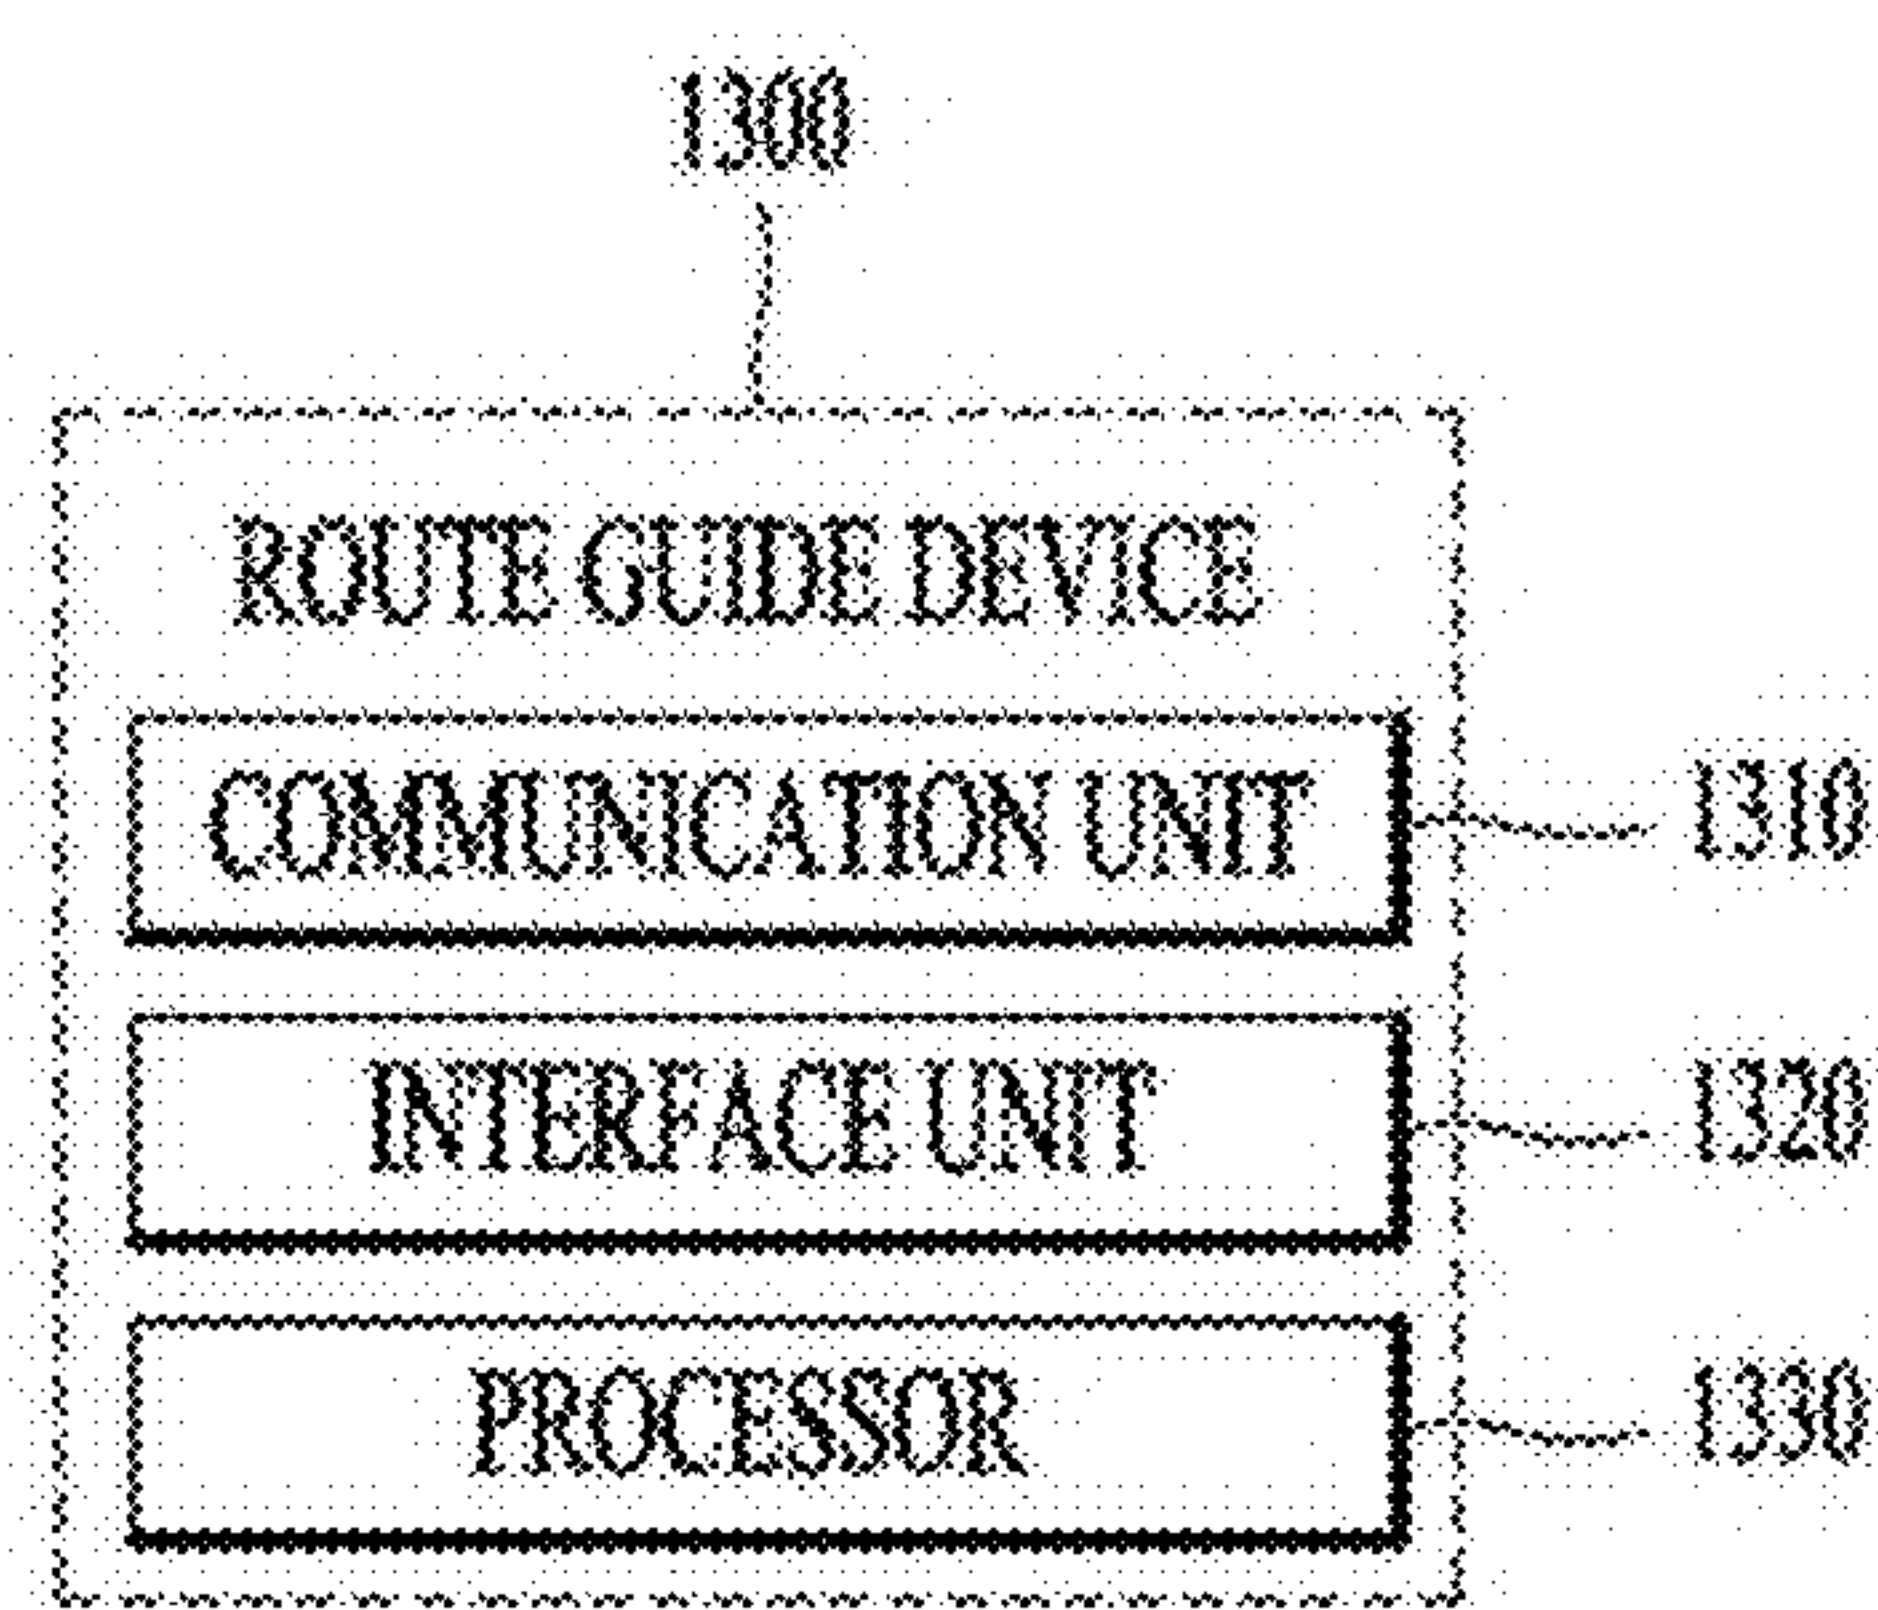 1300
ROUTE GUIDE DEVICE
COMMUNICATION UNIT 1310
INTERFACE UNIT 1320
PROCESSOR 1330